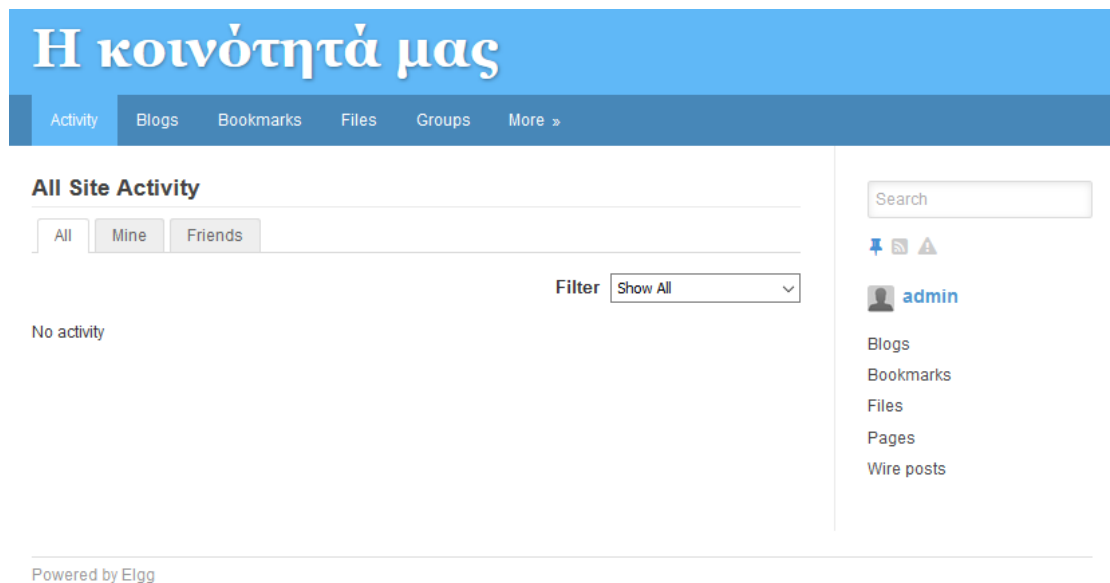 Η κοινότητά μας
Activity Blogs Bookmarks Files Groups More »
All Site Activity
All Mine Friends
Filter Show All
No activity
Search
admin
Blogs
Bookmarks
Files
Pages
Wire posts
Powered by Elgg